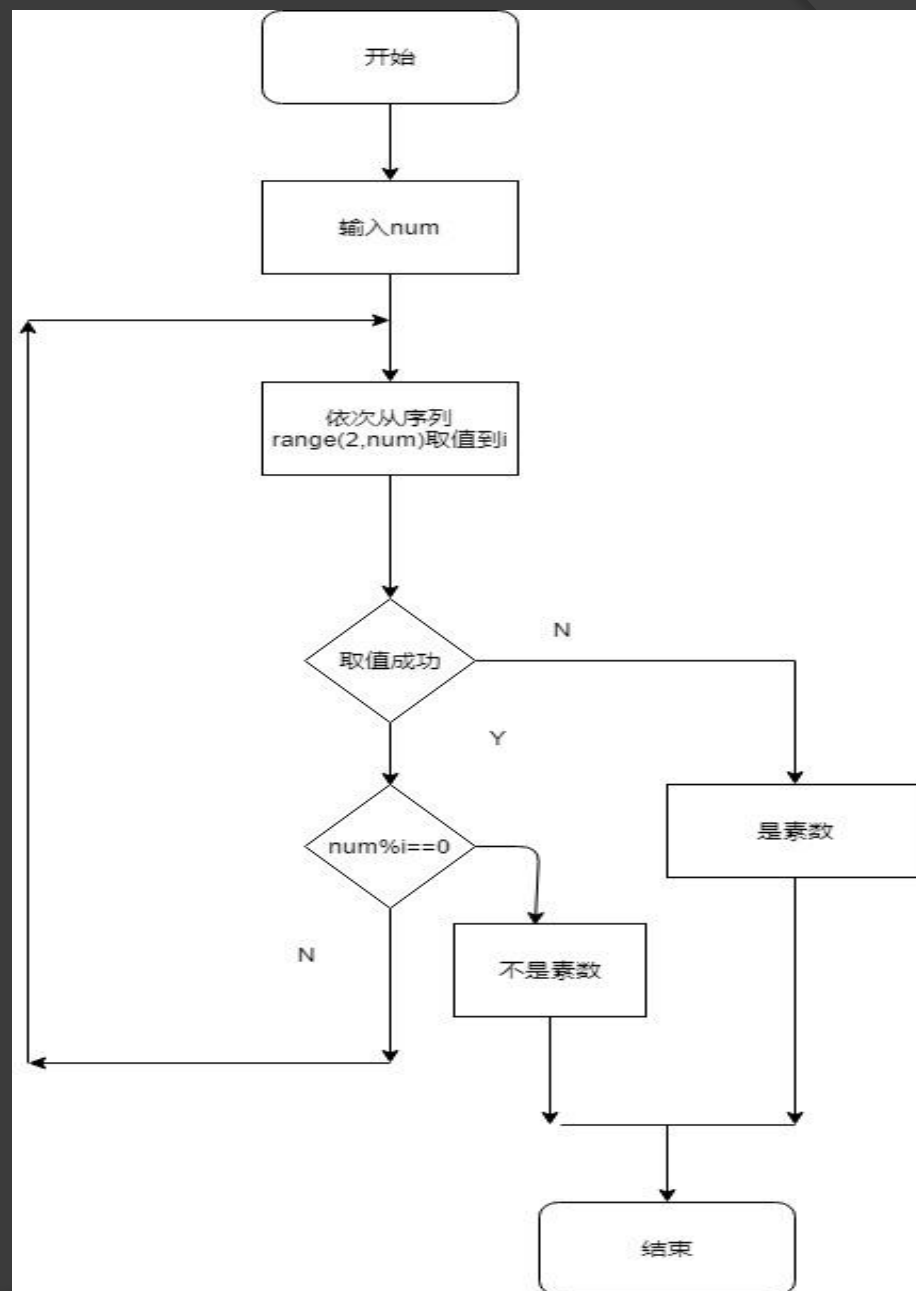 开始
输入num
依次从序列
range(2,num)取值到i
取值成功
N
Y
num%i==0
是素数
N
不是素数
结束